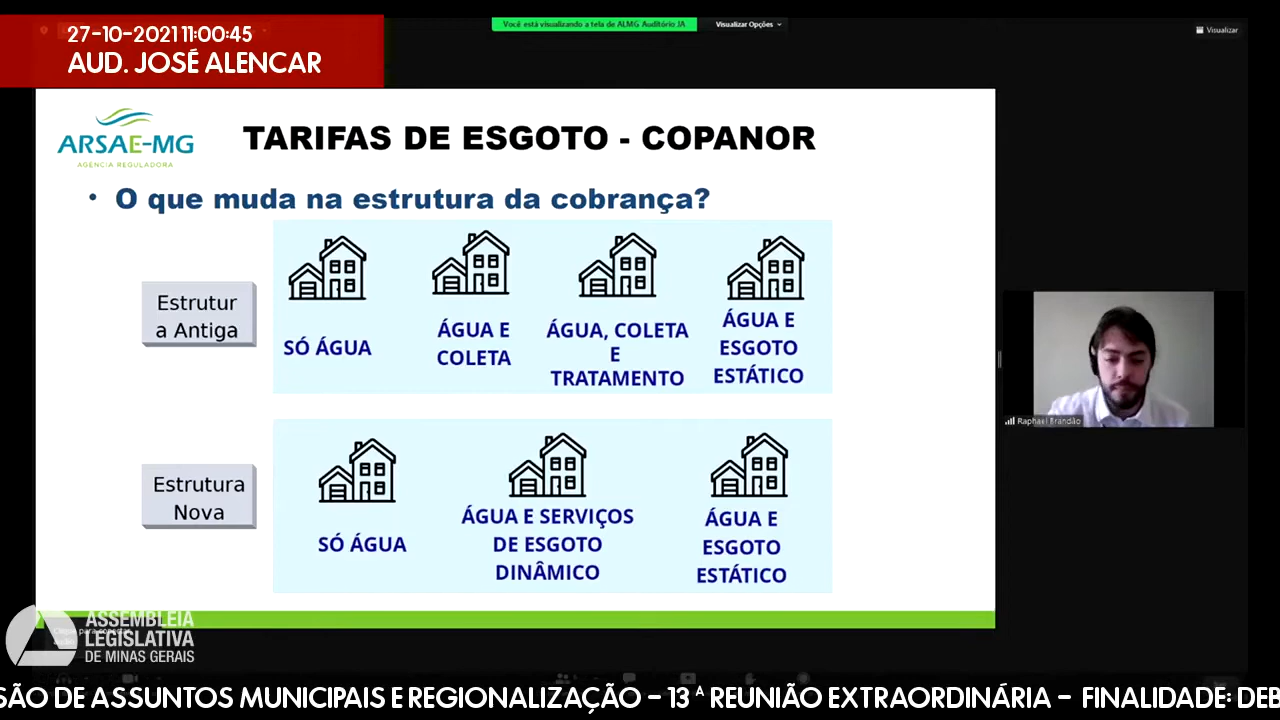 27-10-2021 11:00:45
AUD. JOSÉ ALENCAR
Você está visualizando a tela de ALMG Auditório JA
Visualizar Opções
Visualizar
ARSAE-MG
AGENCIA REGULADORA
TARIFAS DE ESGOTO - COPANOR
• O que muda na estrutura da cobrança?
Estrutur
a Antiga
SÓ ÁGUA
ÁGUA E
COLETA
ÁGUA, COLETA
E
TRATAMENTO
ÁGUA E
ESGOTO
ESTÁTICO
Estrutura
Nova
SÓ ÁGUA
ÁGUA E SERVIÇOS
DE ESGOTO
DINÂMICO
ÁGUA E
ESGOTO
ESTÁTICO
Raphael Brandão
ASSEMBLEIA
LEGISLATIVA
DE MINAS GERAIS
SÃO DE ASSUNTOS MUNICIPAIS E REGIONALIZAÇÃO - 13ª REUNIÃO EXTRAORDINÁRIA - FINALIDADE: DEB